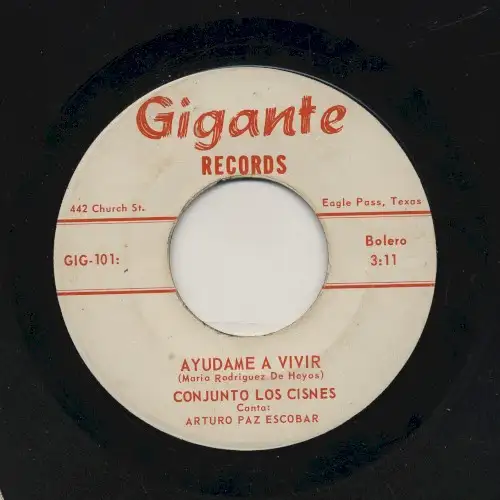 Gigante
RECORDS
442 Church St.
Eagle Pass, Texas
GIG-101:
Bolero
3:11
AYUDAME A VIVIR
(Maria Rodriguez De Hoyos)
CONJUNTO LOS CISNES
Canta:
ARTURO PAZ ESCOBAR